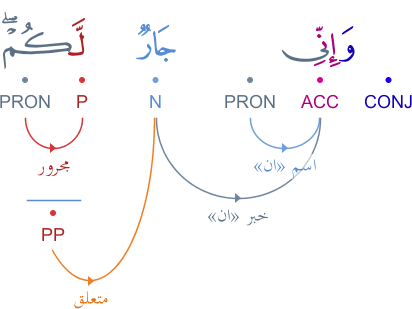 وَإِنِّي جَارٌ لَّكُمْ ۖ
PRON P N PRON ACC CONJ
مجرور
اسم «ان»
خبر «ان»
PP
متعلق